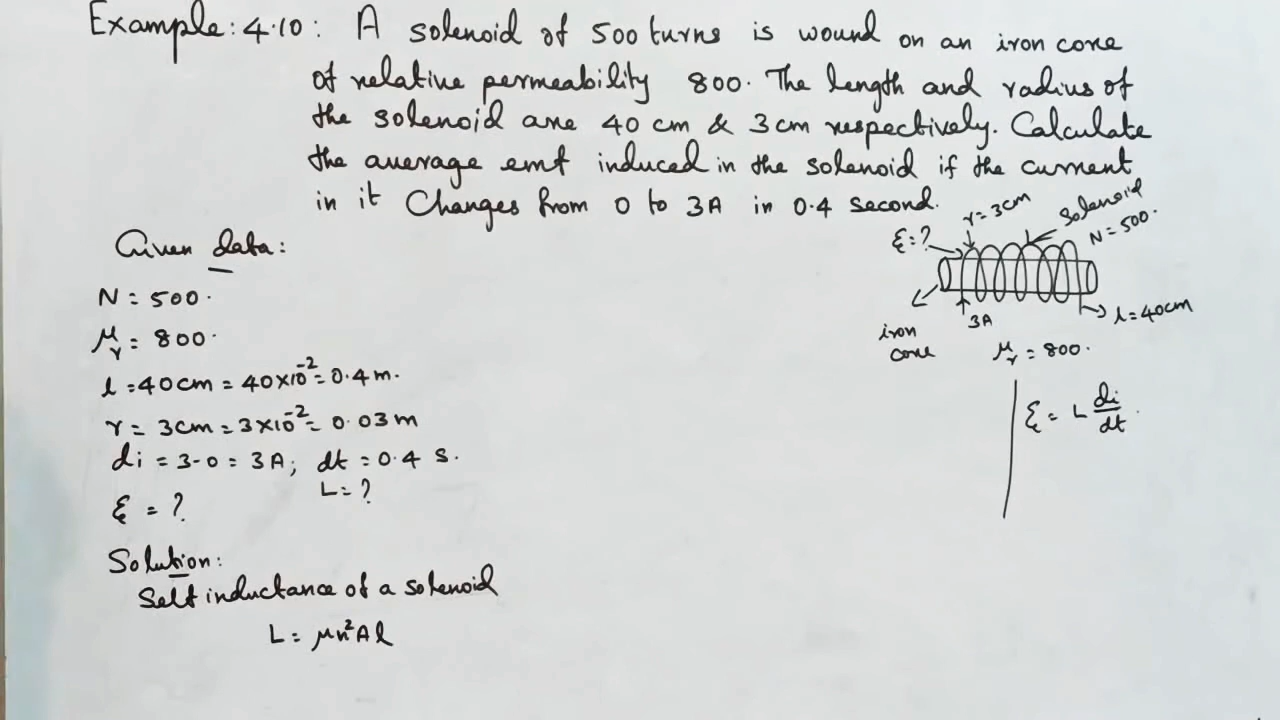 Example: 4.10: A solenoid of 500 turns is wound on an iron core
of relative permeability 800. The length and radius of
the solenoid are 40 cm & 3 cm respectively. Calculate
the average emf induced in the solenoid if the current
in it Changes from 0 to 3A in 0.4 second.
Given data:
N = 500.
μr = 800.
l = 40cm = 40×10⁻² = 0.4 m.
r = 3cm = 3×10⁻² = 0.03 m
di = 3-0 = 3A; dt = 0.4 s.
L = ?
ξ = ?
Solution:
Self inductance of a solenoid
L = μn²Al
ξ = ?
r = 3cm
Solenoid
N = 500.
iron
core
3A
l = 40cm
μr = 800.
ξ = L di/dt.